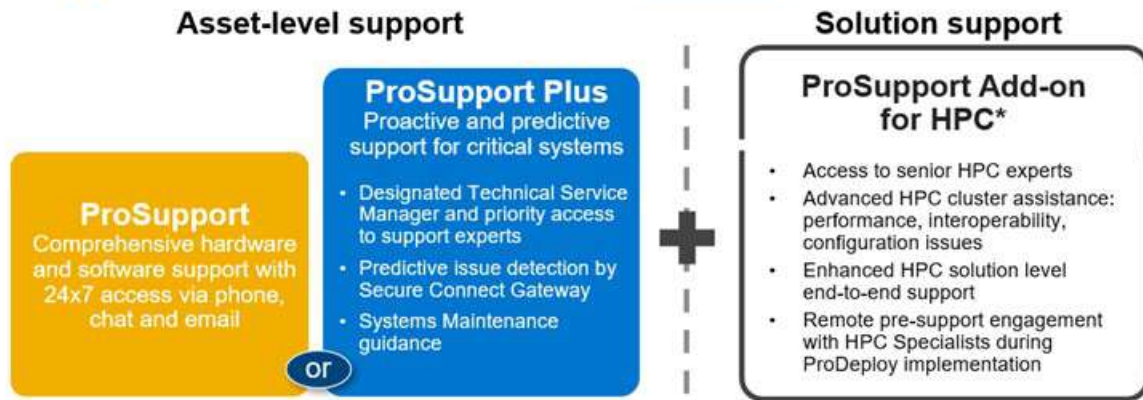 Asset-level support
Solution support
ProSupport
Comprehensive hardware
and software support with
24x7 access via phone,
chat and email
or
ProSupport Plus
Proactive and predictive
support for critical systems
• Designated Technical Service
Manager and priority access
to support experts
• Predictive issue detection by
Secure Connect Gateway
• Systems Maintenance
guidance
ProSupport Add-on
for HPC*
• Access to senior HPC experts
• Advanced HPC cluster assistance:
performance, interoperability,
configuration issues
• Enhanced HPC solution level
end-to-end support
• Remote pre-support engagement
with HPC Specialists during
ProDeploy implementation